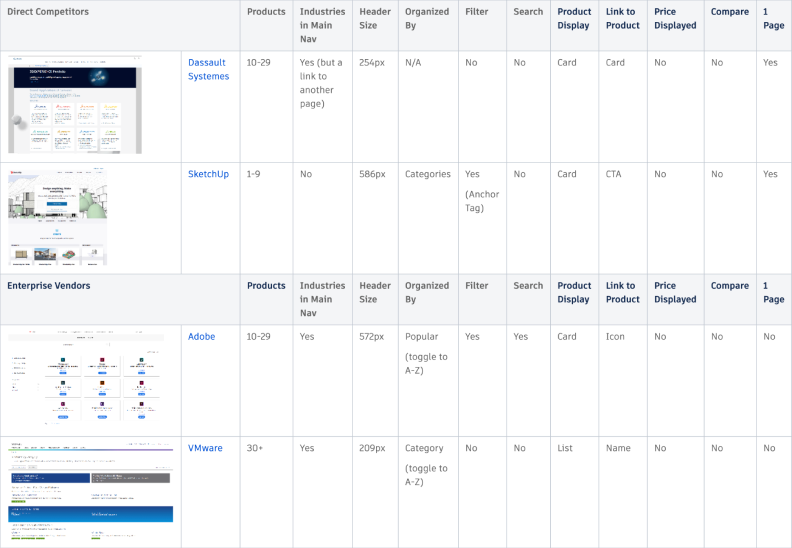 Direct Competitors Products Industries in Main Nav Header Size Organized By Filter Search Product Display Link to Product Price Displayed Compare 1 Page
Dassault Systemes 10-29 Yes (but a link to another page) 254px N/A No No Card Card No No Yes
SketchUp 1-9 No 586px Categories Yes (Anchor Tag) No Card CTA No No Yes
Enterprise Vendors Products Industries in Main Nav Header Size Organized By Filter Search Product Display Link to Product Price Displayed Compare 1 Page
Adobe 10-29 Yes 572px Popular (toggle to A-Z) Yes Yes Card Icon No No No
VMware 30+ Yes 209px Category (toggle to A-Z) No No List Name No No No